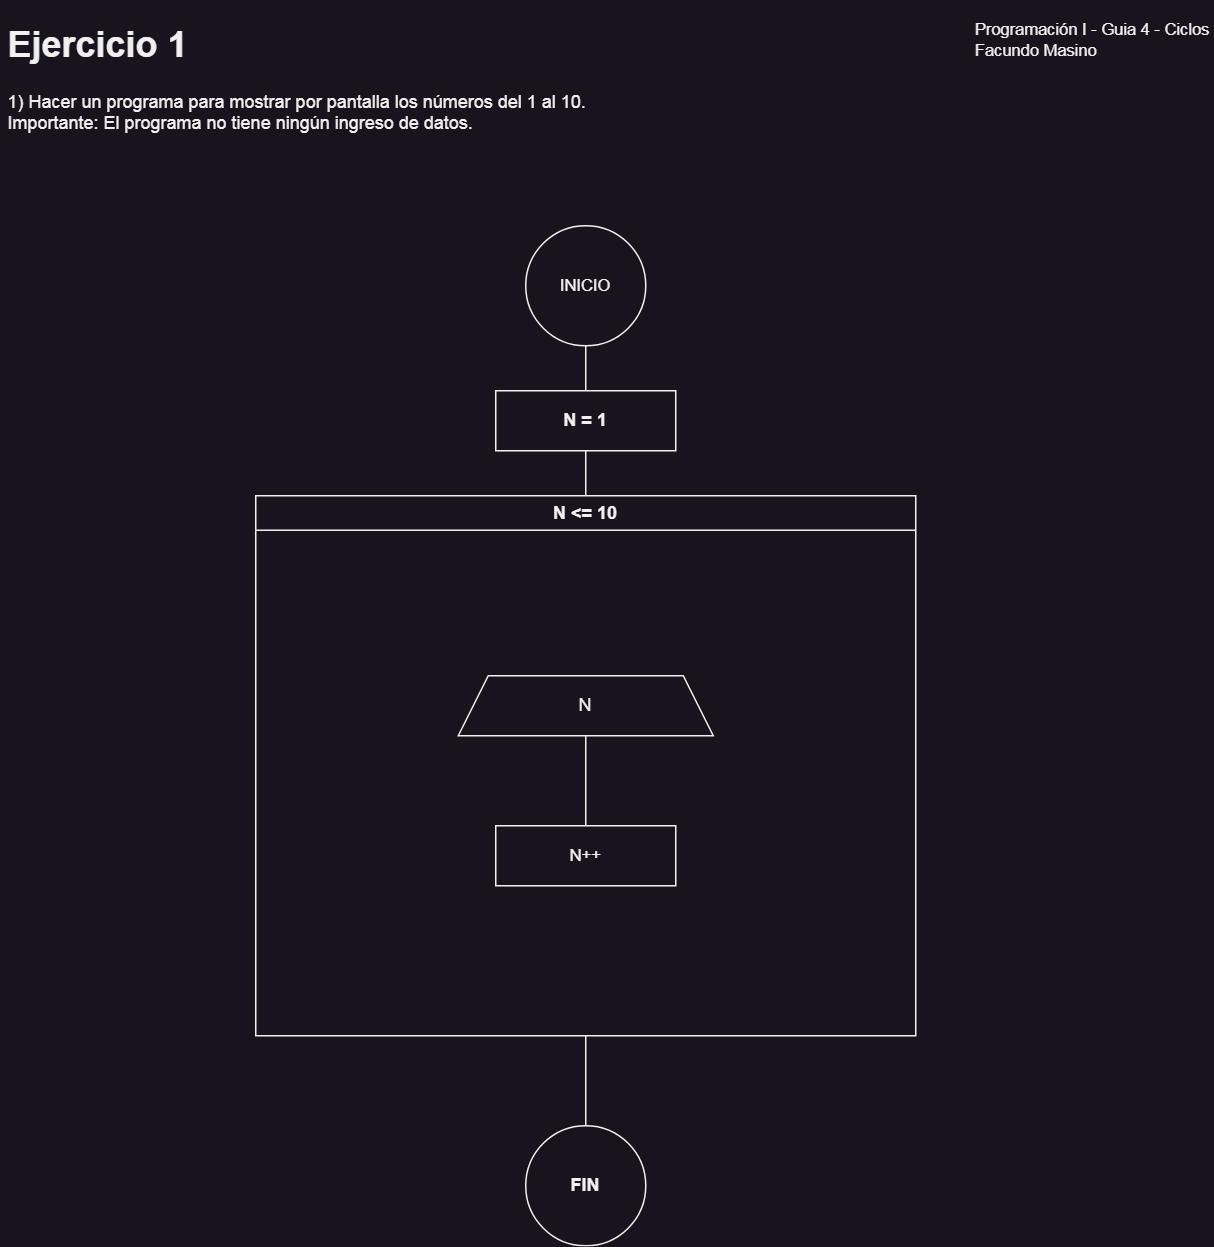 Ejercicio 1
Programación I - Guia 4 - Ciclos
Facundo Masino
1) Hacer un programa para mostrar por pantalla los números del 1 al 10.
Importante: El programa no tiene ningún ingreso de datos.
INICIO
N = 1
N <= 10
N
N++
FIN